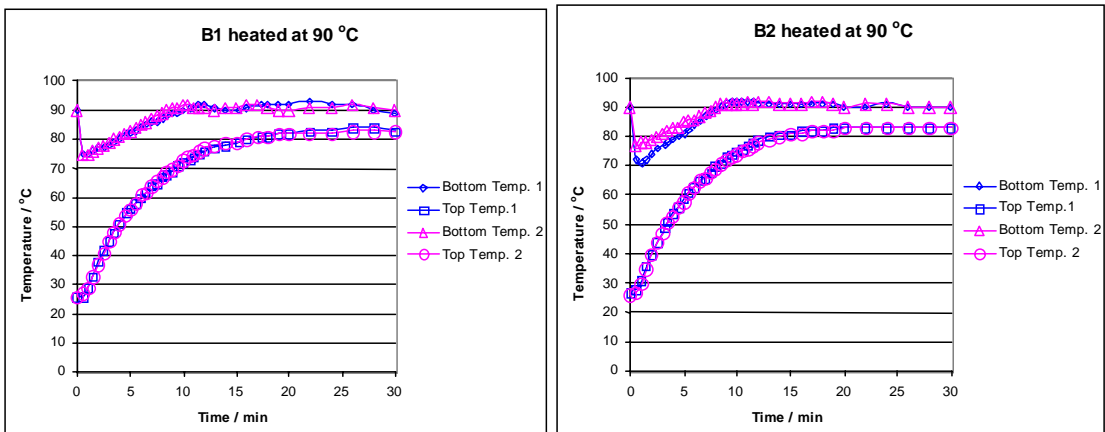 B1 heated at 90 °C
100
90
80
70
60
50
40
30
20
10
0
Temperature / °C
0 5 10 15 20 25 30
Time / min
Bottom Temp. 1
Top Temp.1
Bottom Temp. 2
Top Temp. 2
B2 heated at 90 °C
100
90
80
70
60
50
40
30
20
10
0
Temperature / °C
0 5 10 15 20 25 30
Time / min
Bottom Temp. 1
Top Temp.1
Bottom Temp. 2
Top Temp. 2